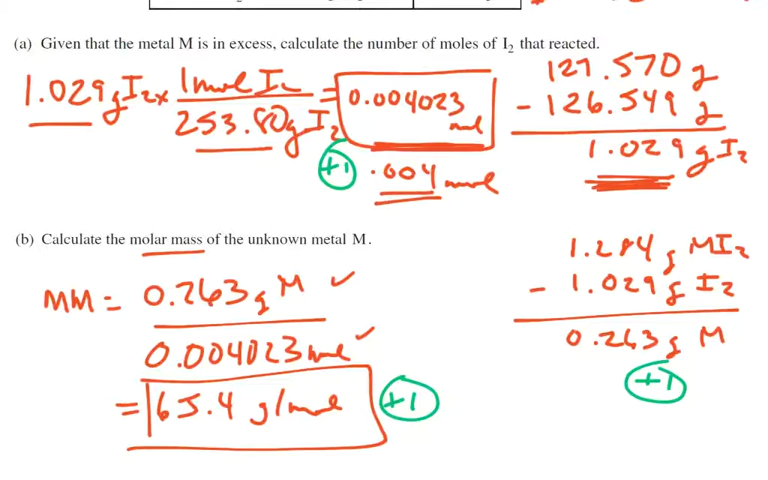 (a) Given that the metal M is in excess, calculate the number of moles of I₂ that reacted.
1.029 g I₂ x 1 mol I₂ / 253.80 g I₂ = 0.004023 mol
+1 .004 mol
127.570 g
- 126.549 g
1.029 g I₂
(b) Calculate the molar mass of the unknown metal M.
MM = 0.263 g M ✓
0.004023 mol ✓
= 65.4 g/mol +1
1.284 g MI₂
- 1.029 g I₂
0.263 g M
+1